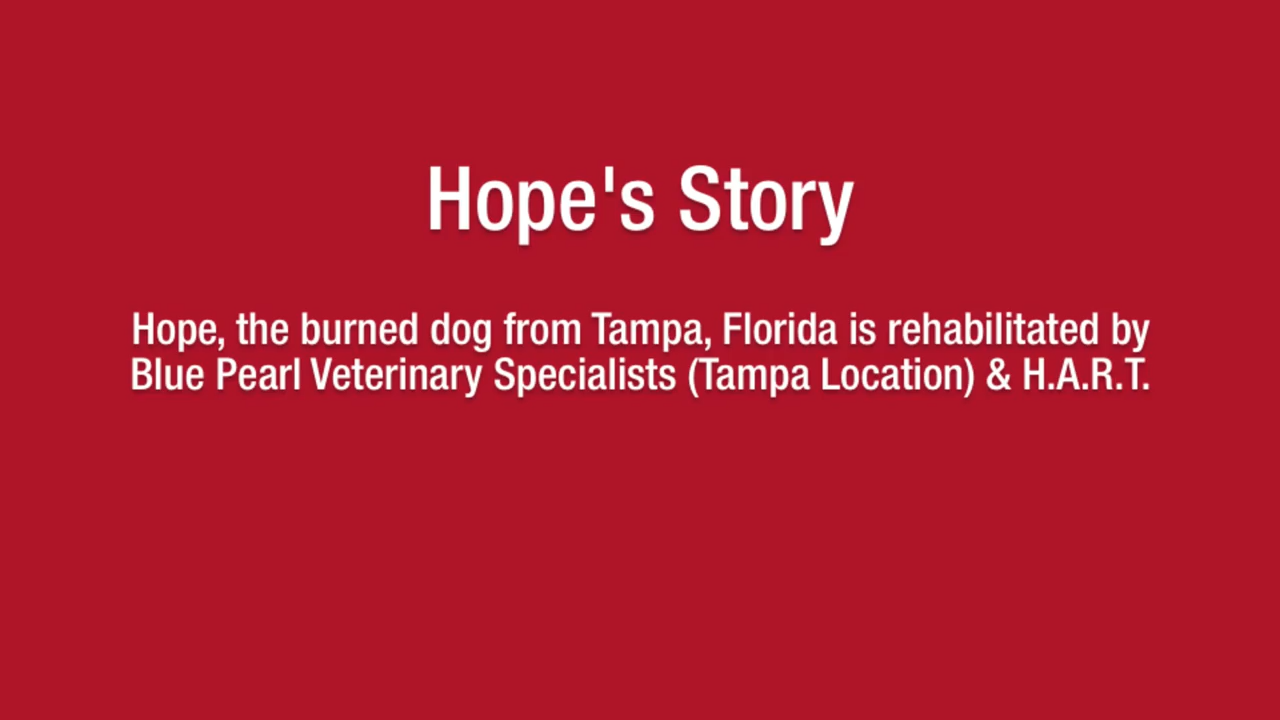 Hope's Story
Hope, the burned dog from Tampa, Florida is rehabilitated by
Blue Pearl Veterinary Specialists (Tampa Location) & H.A.R.T.